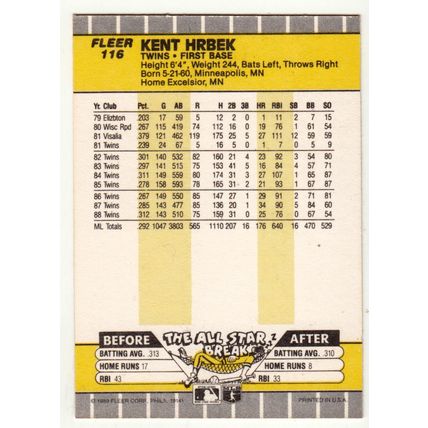 FLEER
116
KENT HRBEK
TWINS • FIRST BASE
Height 6'4", Weight 244, Bats Left, Throws Right
Born 5-21-60, Minneapolis, MN
Home Excelsior, MN
Yr. Club Pct. G AB R H 2B 3B HR RBI SB BB SO
79 Elizbton 203 17 59 5 12 2 0 1 11 2 7 15
80 Wisc Rpd 267 115 419 74 112 16 0 19 76 1 61 54
81 Visalia 379 121 462 119 175 25 5 27 111 12 59 59
81 Twins 239 24 67 5 16 5 0 1 7 0 5 9
82 Twins 301 140 532 82 160 21 4 23 92 3 54 80
83 Twins 297 141 515 75 153 41 5 16 84 4 57 71
84 Twins 311 149 559 80 174 31 3 27 107 1 65 87
85 Twins 278 158 593 78 165 31 2 21 93 1 67 87
86 Twins 267 149 550 85 147 27 1 29 91 2 71 81
87 Twins 285 143 477 85 136 20 1 34 90 5 84 60
88 Twins 312 143 510 75 159 31 0 25 76 0 67 54
ML Totals .292 1047 3803 565 1110 207 16 176 640 16 470 529
BEFORE THE ALL STAR BREAK AFTER
BATTING AVG. .313 BATTING AVG. .310
HOME RUNS 17 HOME RUNS 8
RBI 43 RBI 33
© 1989 FLEER CORP., PHILA. 19141 PRINTED IN U.S.A.